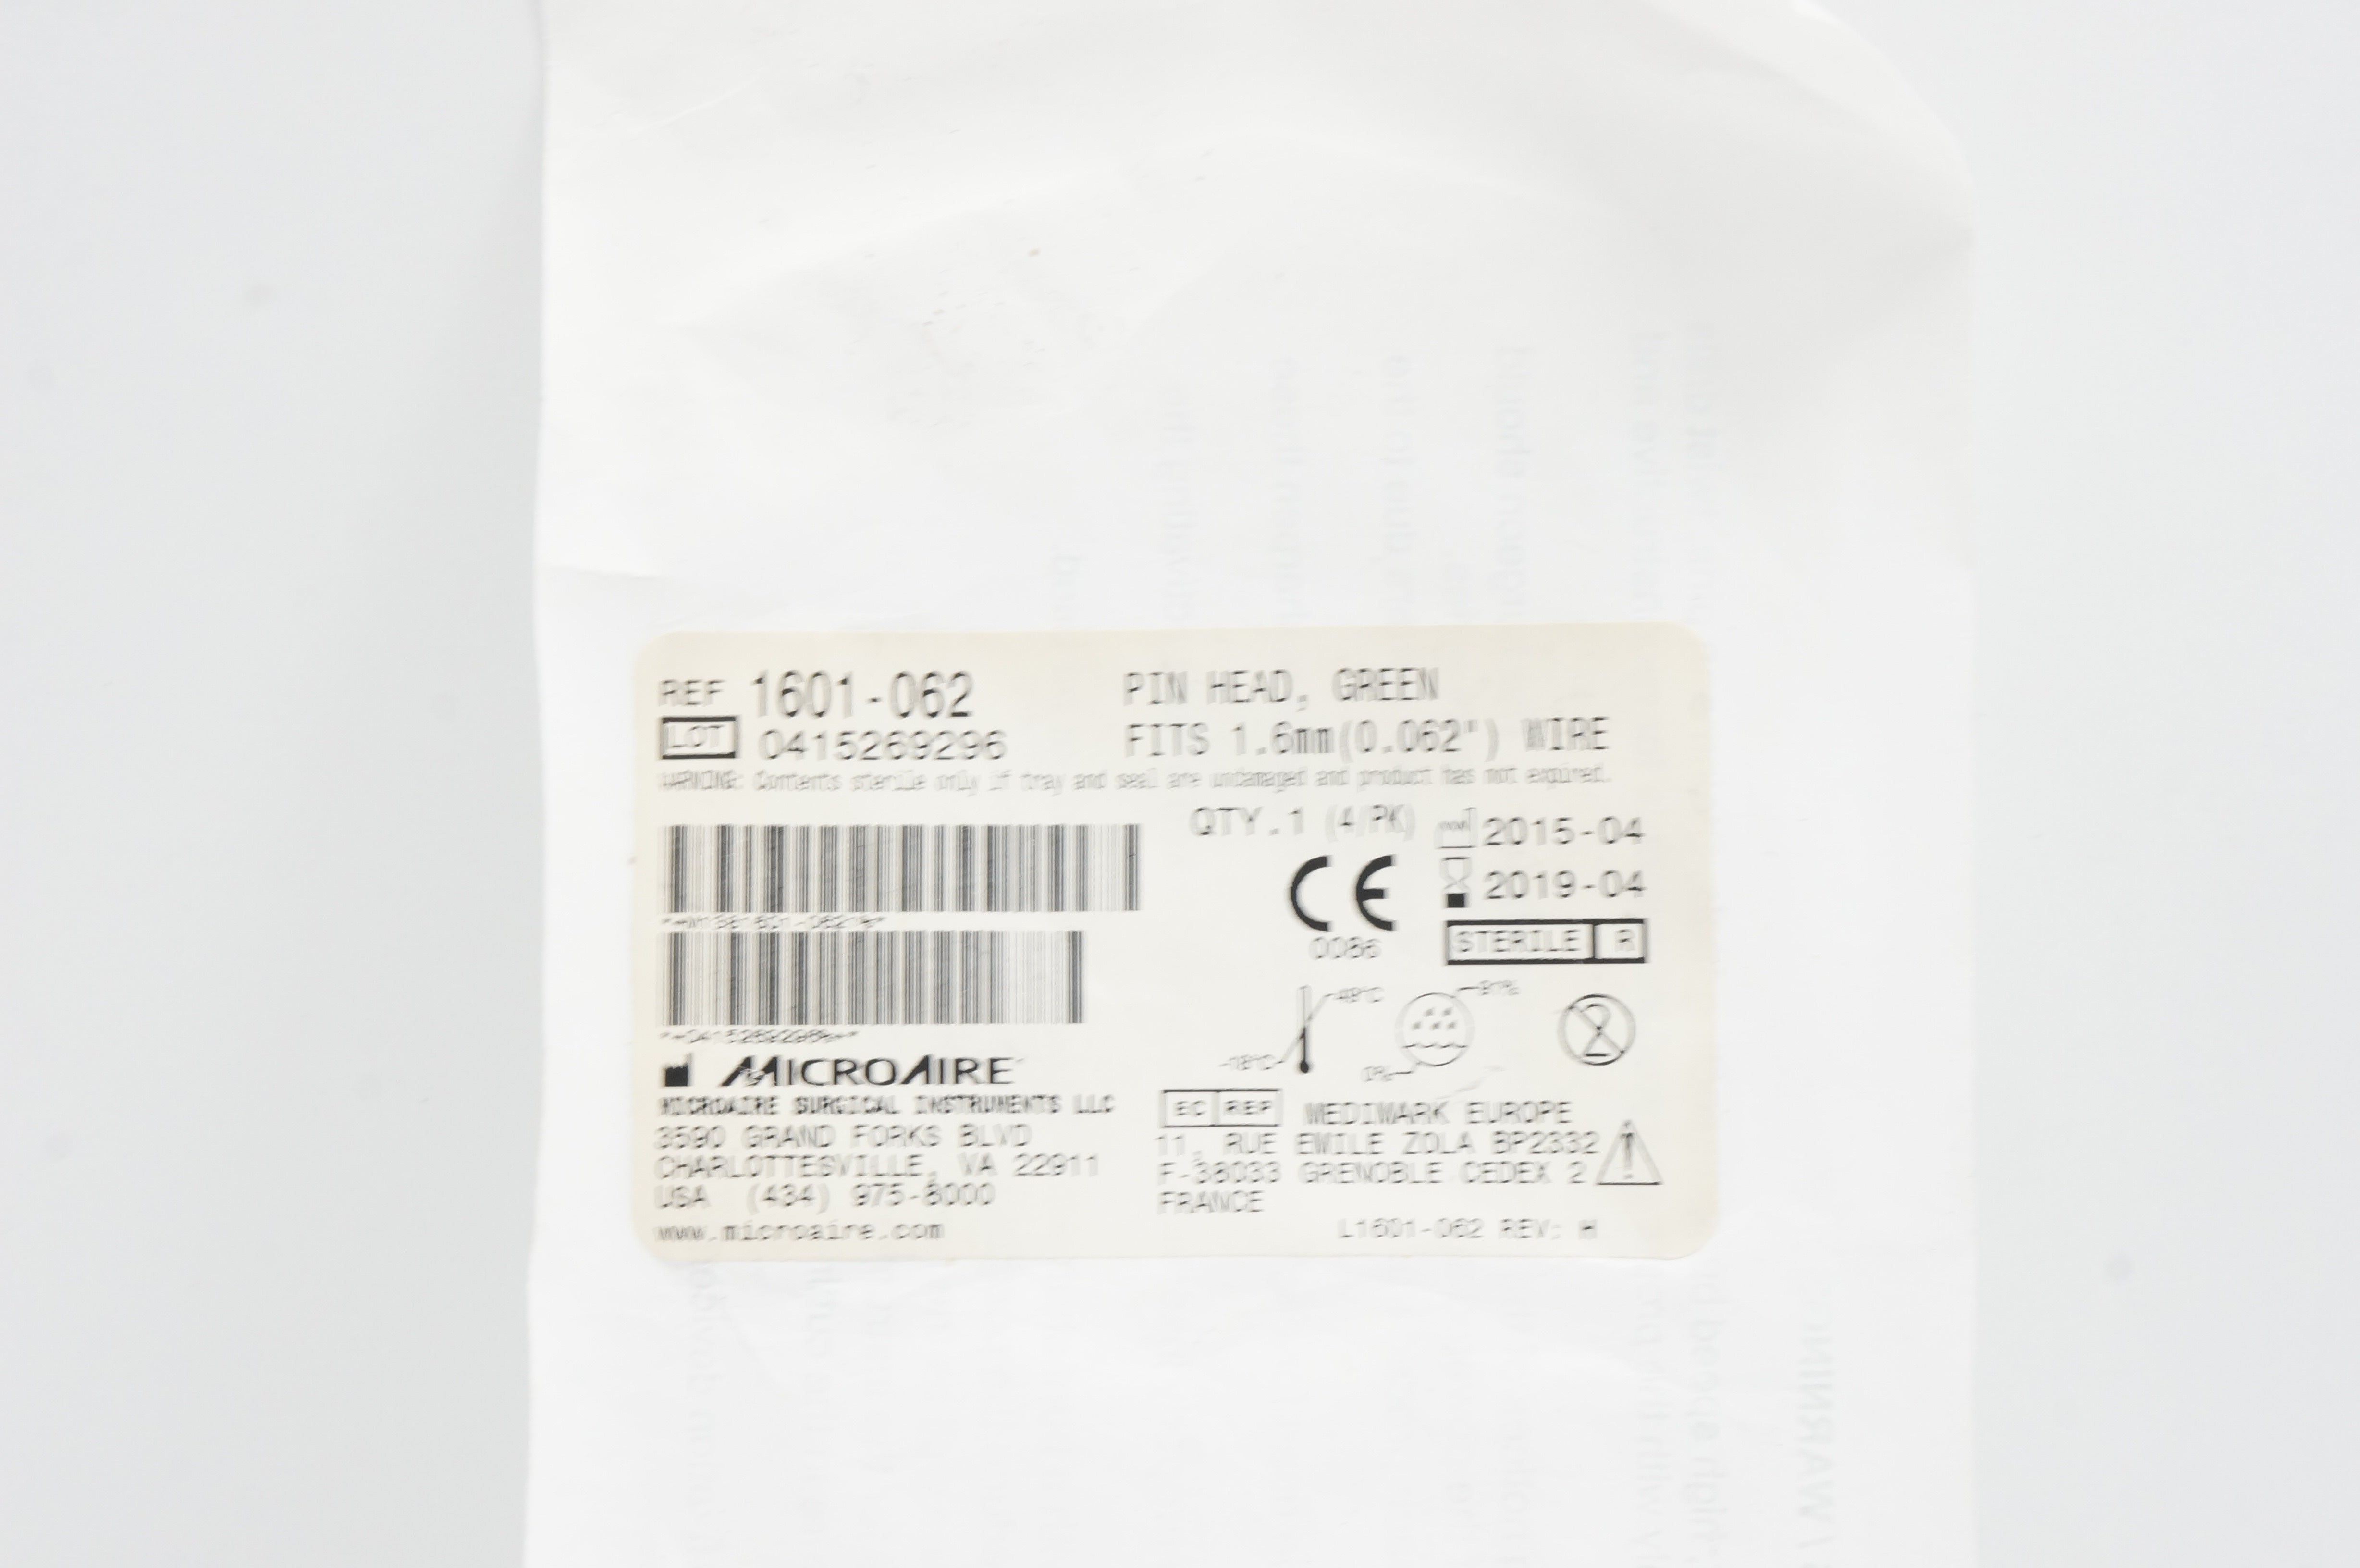 REF 1601-062
LOT 0415269296
PIN HEAD, GREEN
FITS 1.6mm(0.062") WIRE
WARNING: Contents sterile only if tray and seal are undamaged and product has not expired.
QTY.1 (4/PK)
2015-04
2019-04
CE
0086
STERILE R
*+0415269296
MICROAIRE
MICROAIRE SURGICAL INSTRUMENTS LLC
3590 GRAND FORKS BLVD
CHARLOTTESVILLE, VA 22911
USA (434) 975-8000
www.microaire.com
EC REP MEDIMARK EUROPE
11, RUE EMILE ZOLA BP2332
F-38033 GRENOBLE CEDEX 2
FRANCE
L1601-062 REV: H